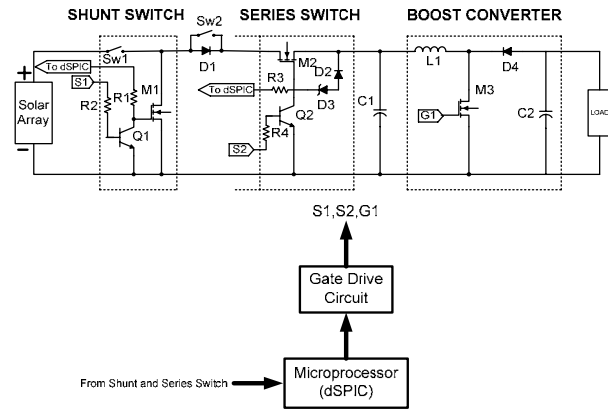 SHUNT SWITCH
SERIES SWITCH
BOOST CONVERTER
Sw2
Sw1
D1
M2
L1
D4
To dSPIC
M1
R3
D2
S1
To dSPIC
D3
M3
Solar
Array
R2
R1
C1
G1
C2
LOAD
Q1
Q2
R4
S2
S1,S2,G1
Gate Drive
Circuit
From Shunt and Series Switch
Microprocessor
(dSPIC)